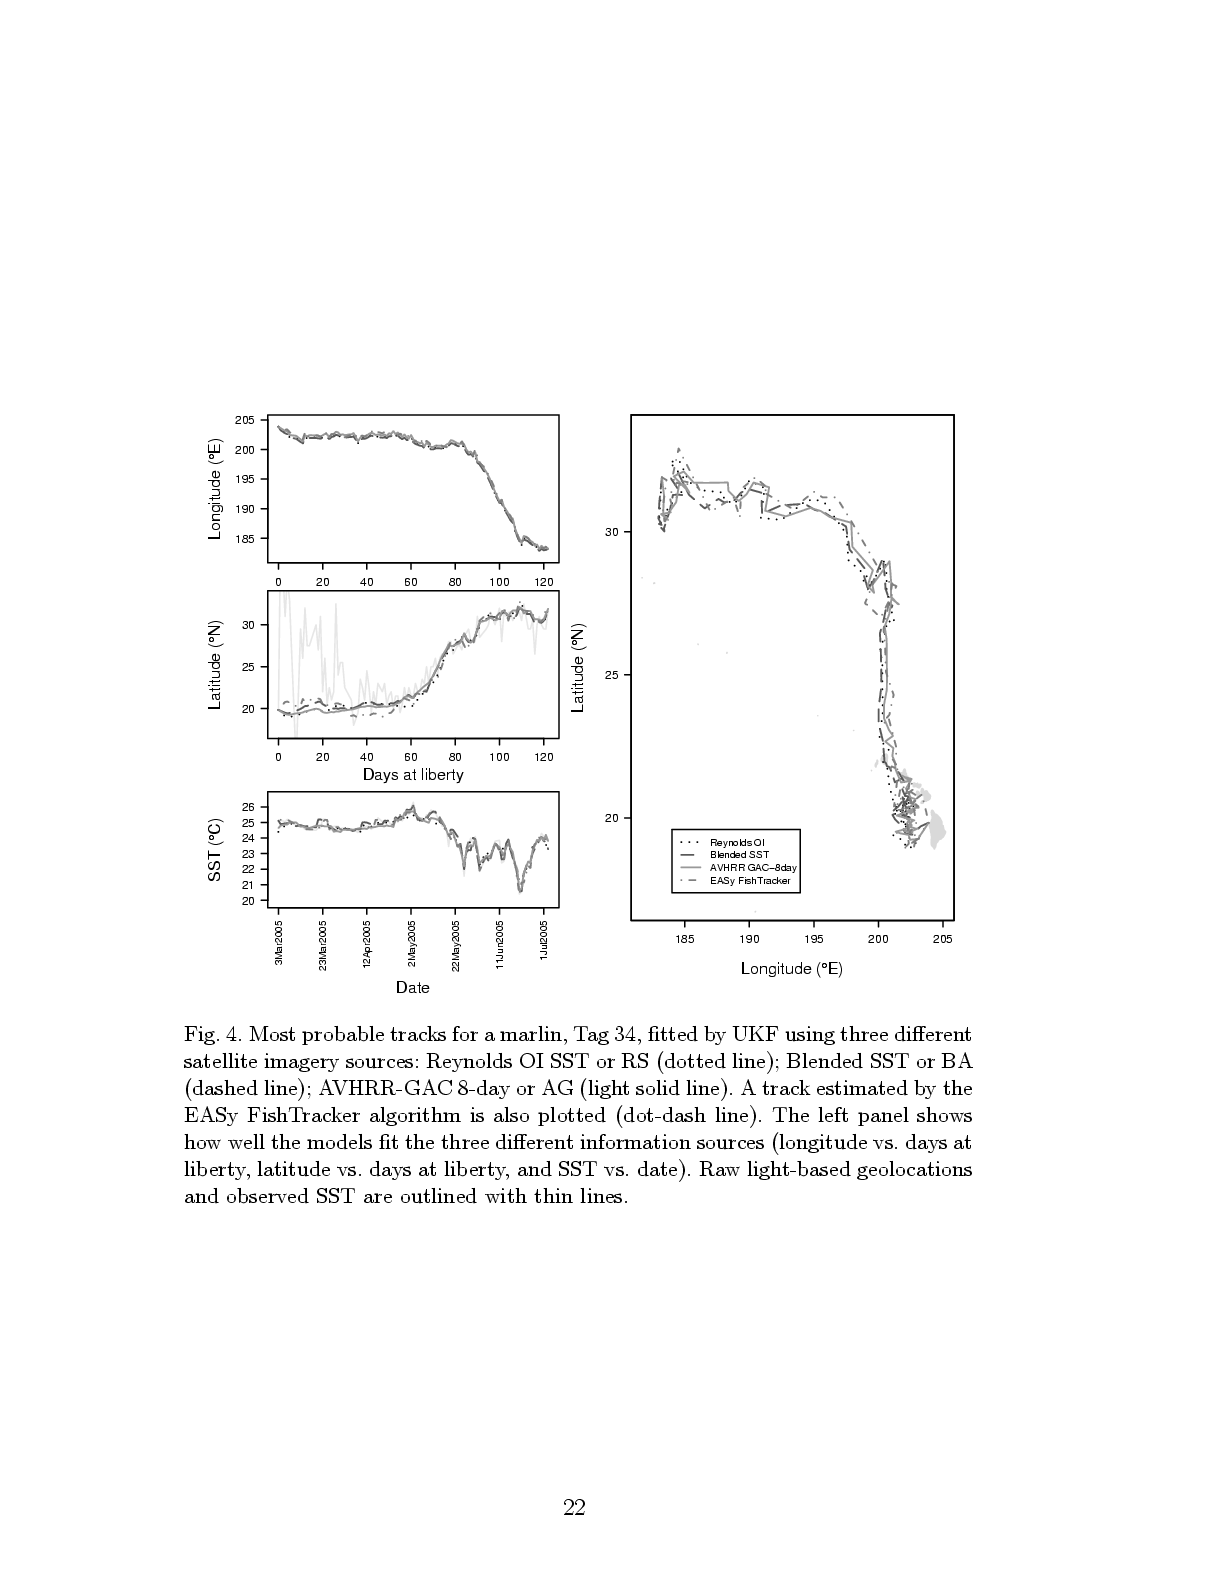 205
200
195
190
185
Longitude (°E)
0 20 40 60 80 100 120
30
25
20
Latitude (°N)
0 20 40 60 80 100 120
Days at liberty
26
25
24
23
22
21
20
SST (°C)
3Mar2005
23Mar2005
12Apr2005
2May2005
22May2005
11Jun2005
1Jul2005
Date
30
25
20
Latitude (°N)
Reynolds OI
Blended SST
AVHRR GAC–8day
EASy FishTracker
185 190 195 200 205
Longitude (°E)
Fig. 4. Most probable tracks for a marlin, Tag 34, fitted by UKF using three different
satellite imagery sources: Reynolds OI SST or RS (dotted line); Blended SST or BA
(dashed line); AVHRR-GAC 8-day or AG (light solid line). A track estimated by the
EASy FishTracker algorithm is also plotted (dot-dash line). The left panel shows
how well the models fit the three different information sources (longitude vs. days at
liberty, latitude vs. days at liberty, and SST vs. date). Raw light-based geolocations
and observed SST are outlined with thin lines.
22